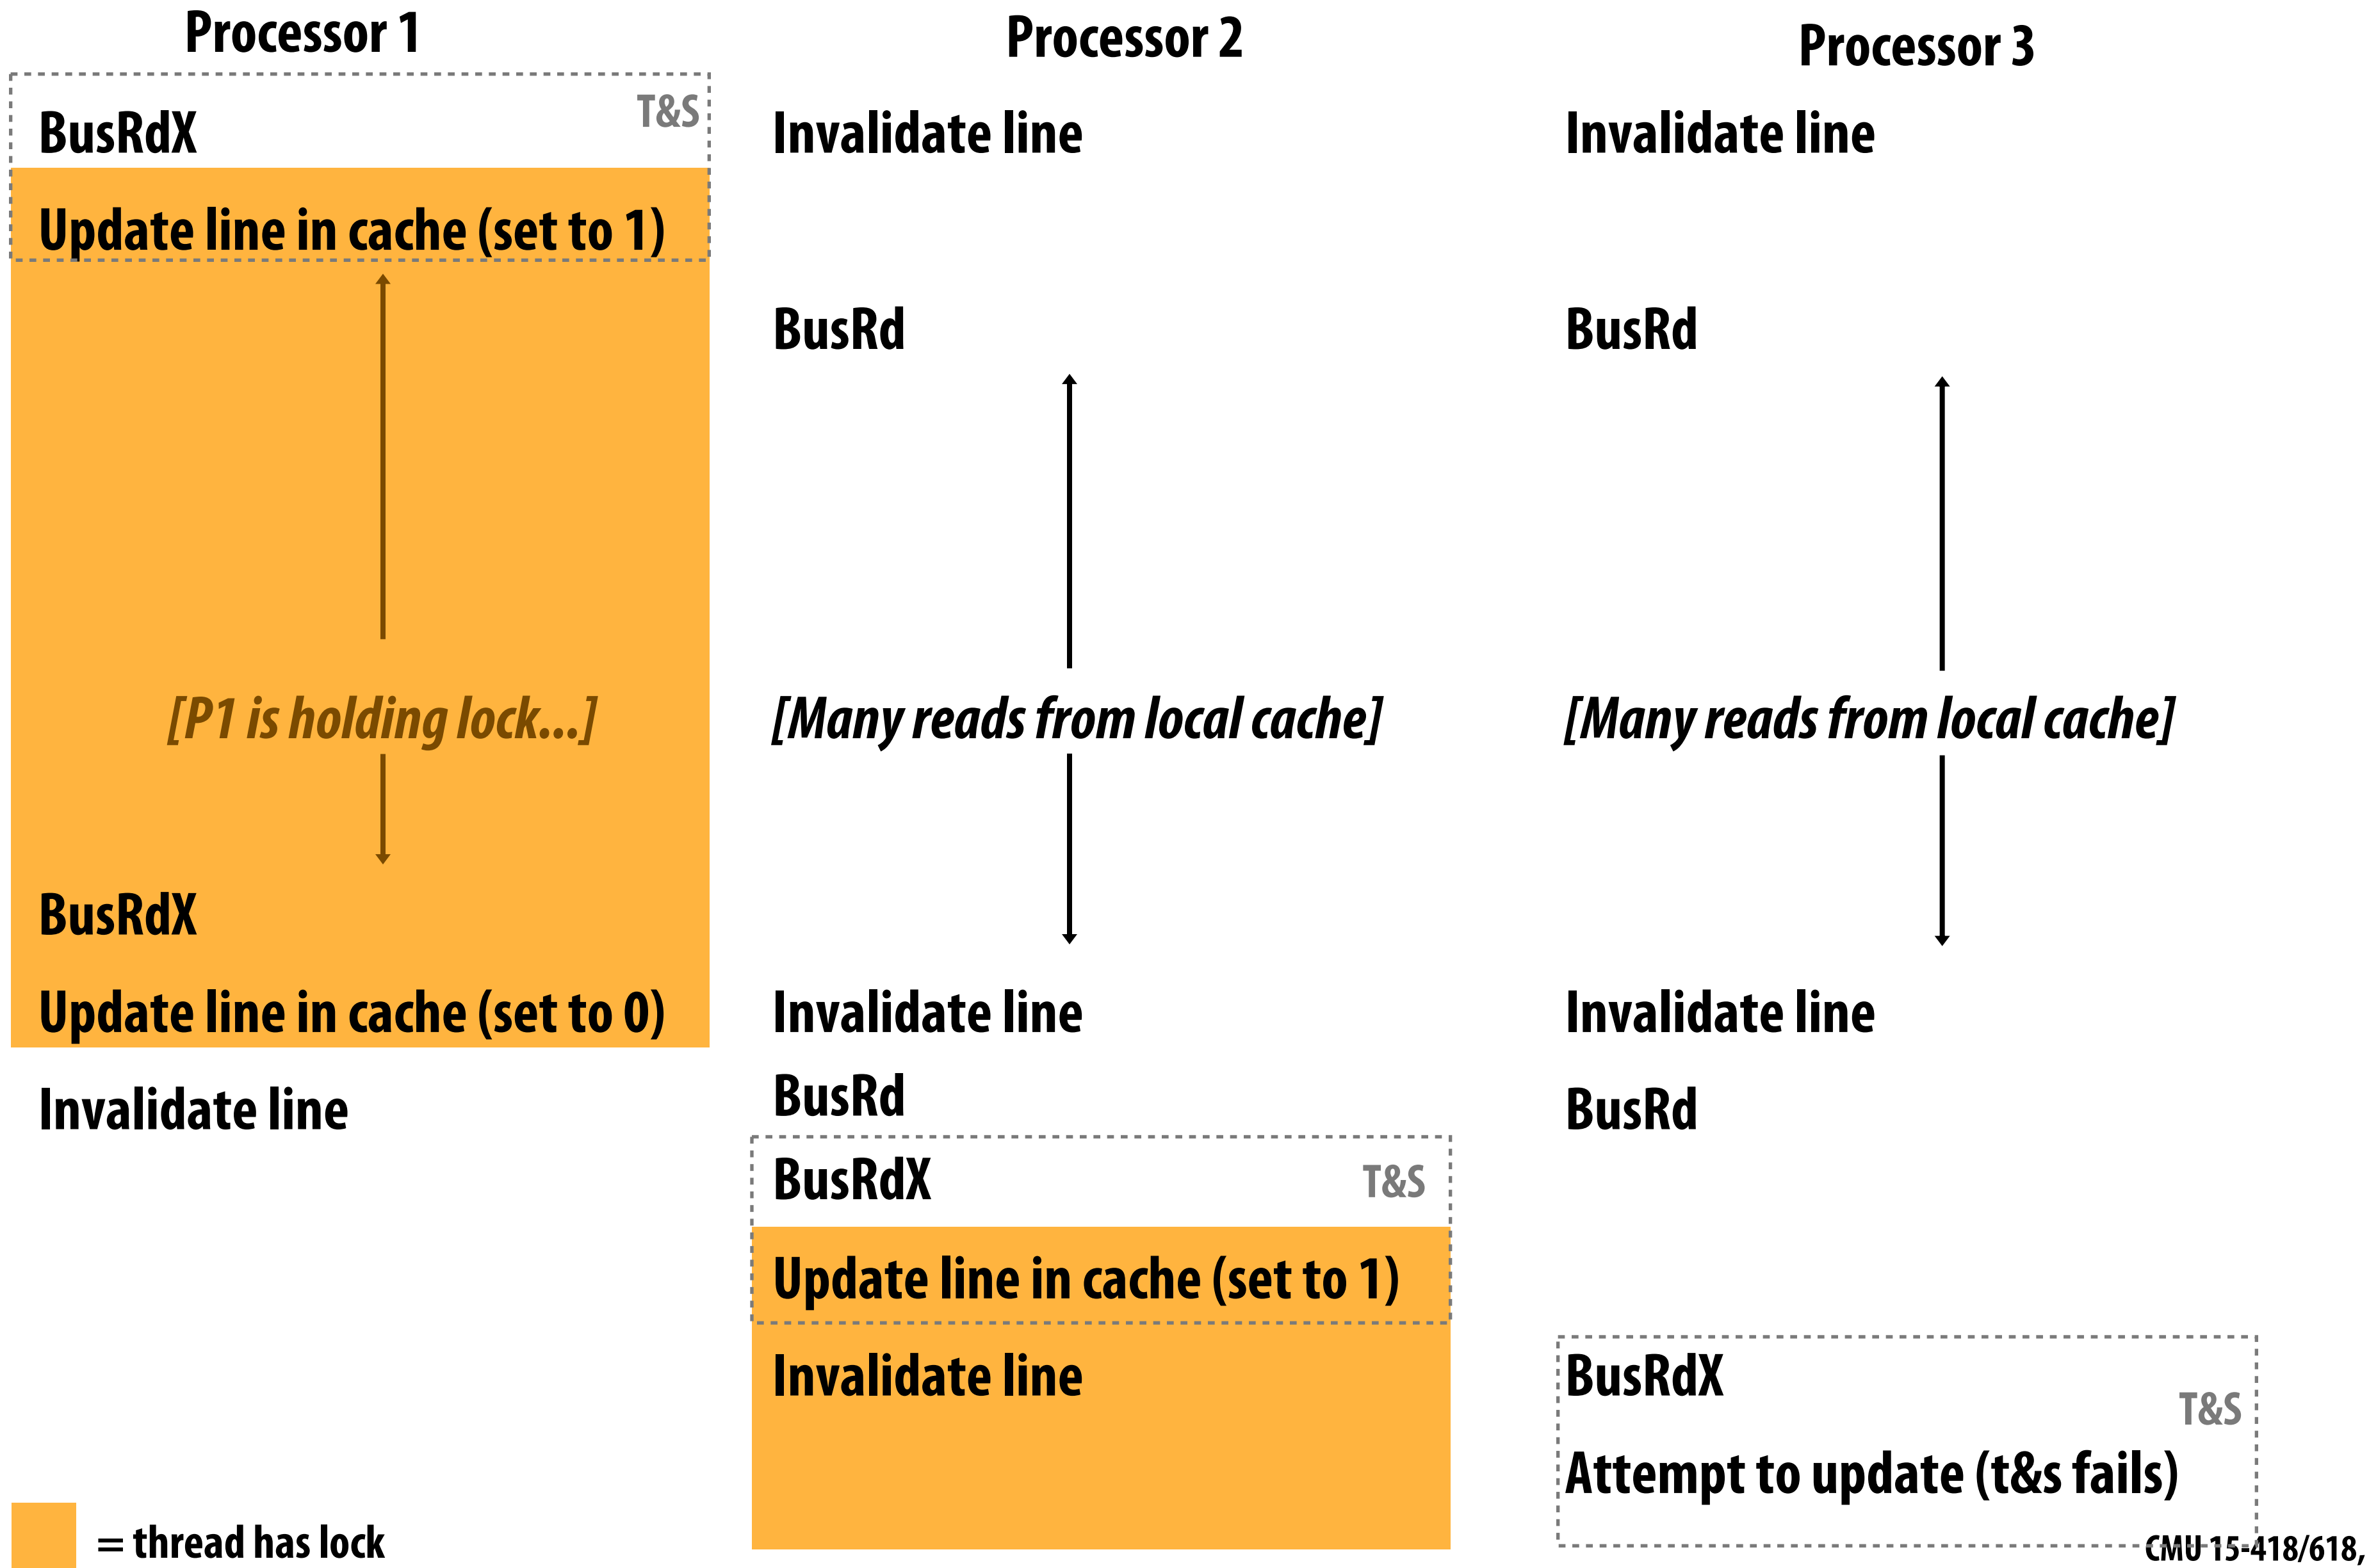 Processor 1
T&S
BusRdX
Update line in cache (set to 1)
[P1 is holding lock...]
BusRdX
Update line in cache (set to 0)
Invalidate line
= thread has lock
Processor 2
Invalidate line
BusRd
[Many reads from local cache]
Invalidate line
BusRd
BusRdX
T&S
Update line in cache (set to 1)
Invalidate line
Processor 3
Invalidate line
BusRd
[Many reads from local cache]
Invalidate line
BusRd
BusRdX
T&S
Attempt to update (t&s fails)
CMU 15-418/618,